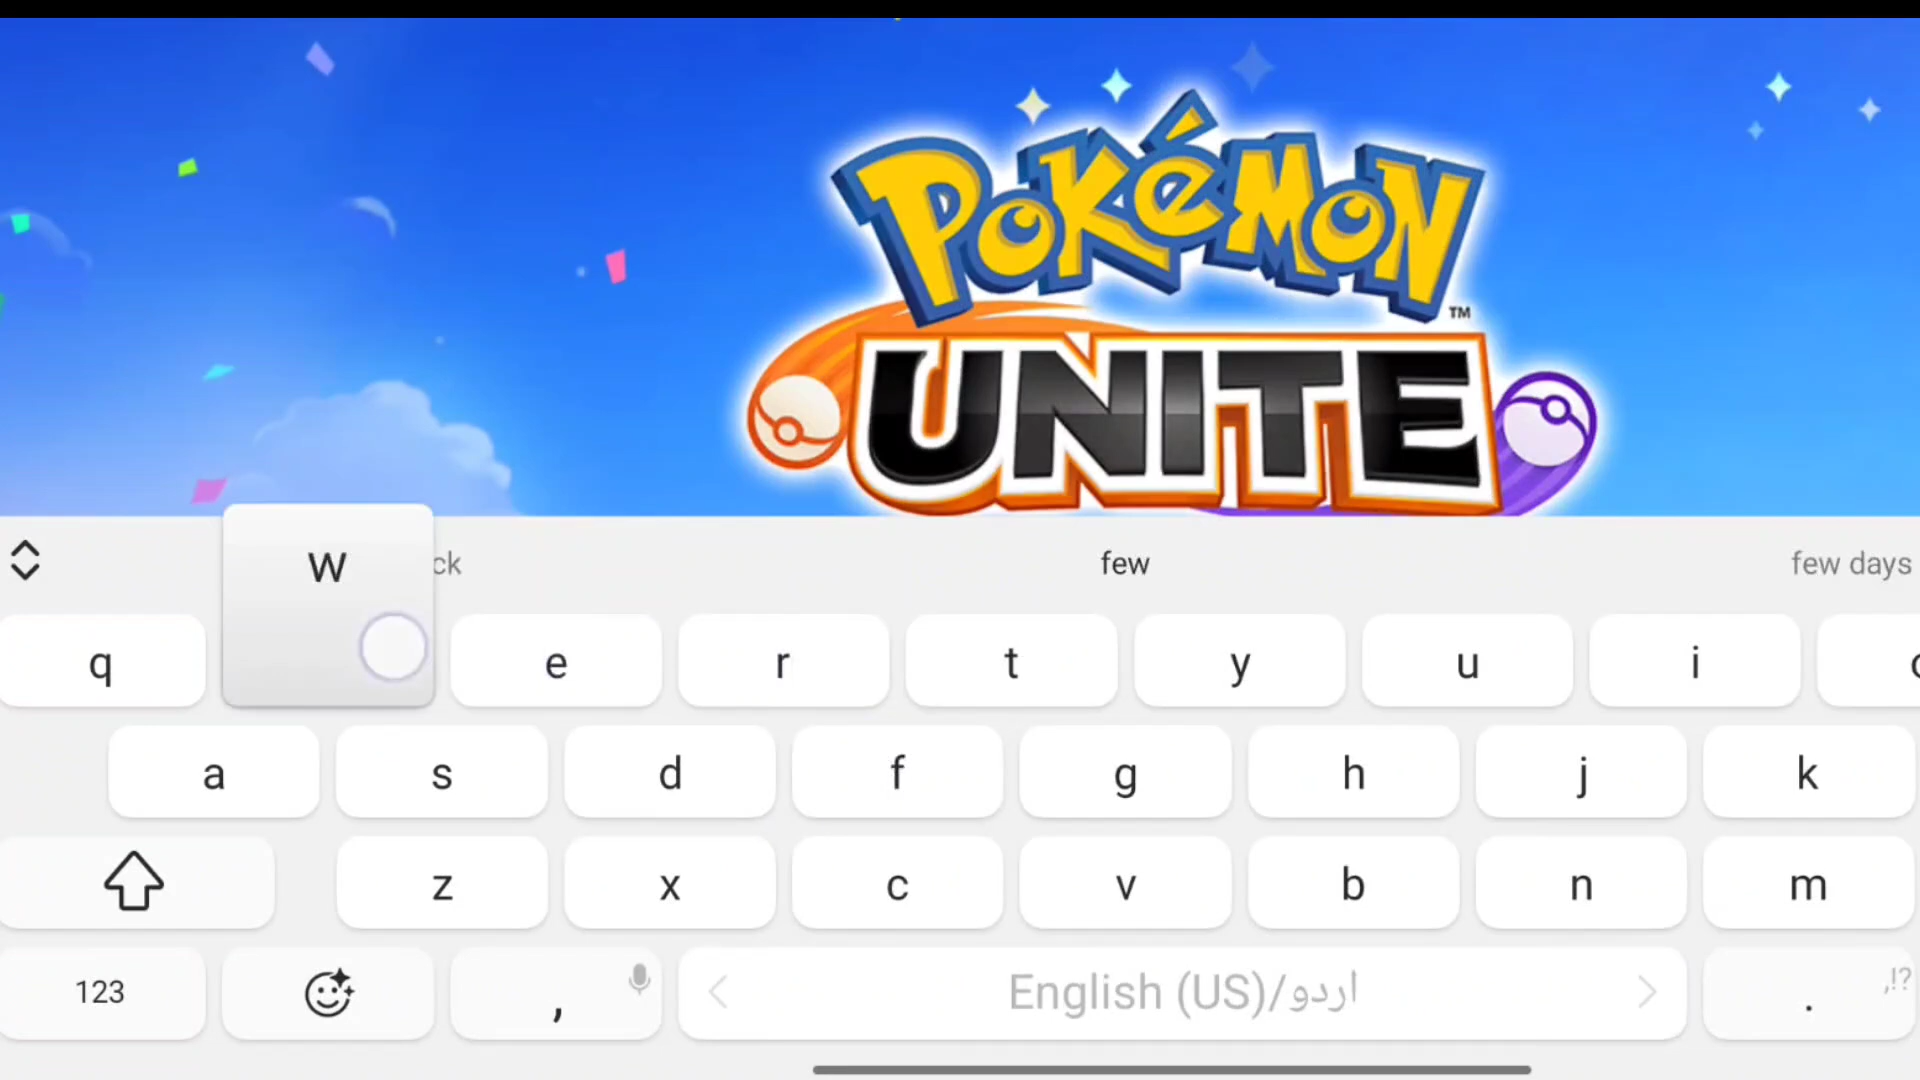 POKéMON
™
UNITE
ck few few days
w
q e r t y u i
a s d f g h j k
z x c v b n m
123 , English (US)/اردو . ,!?